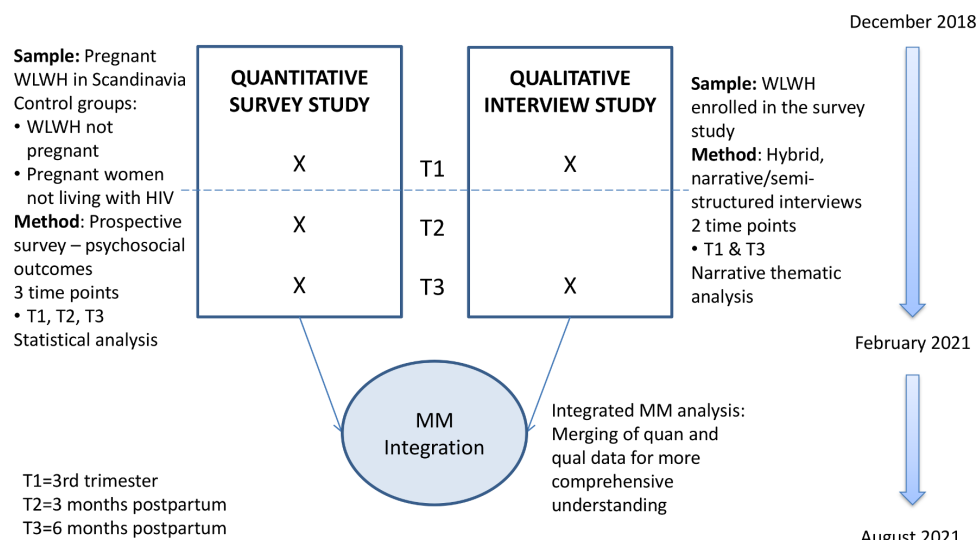 December 2018
Sample: Pregnant
WLWH in Scandinavia
Control groups:
• WLWH not
pregnant
• Pregnant women
not living with HIV
Method: Prospective
survey – psychosocial
outcomes
3 time points
• T1, T2, T3
Statistical analysis
QUANTITATIVE
SURVEY STUDY
X
X
X
T1
T2
T3
QUALITATIVE
INTERVIEW STUDY
X
X
Sample: WLWH
enrolled in the survey
study
Method: Hybrid,
narrative/semi-
structured interviews
2 time points
• T1 & T3
Narrative thematic
analysis
February 2021
MM
Integration
Integrated MM analysis:
Merging of quan and
qual data for more
comprehensive
understanding
T1=3rd trimester
T2=3 months postpartum
T3=6 months postpartum
August 2021